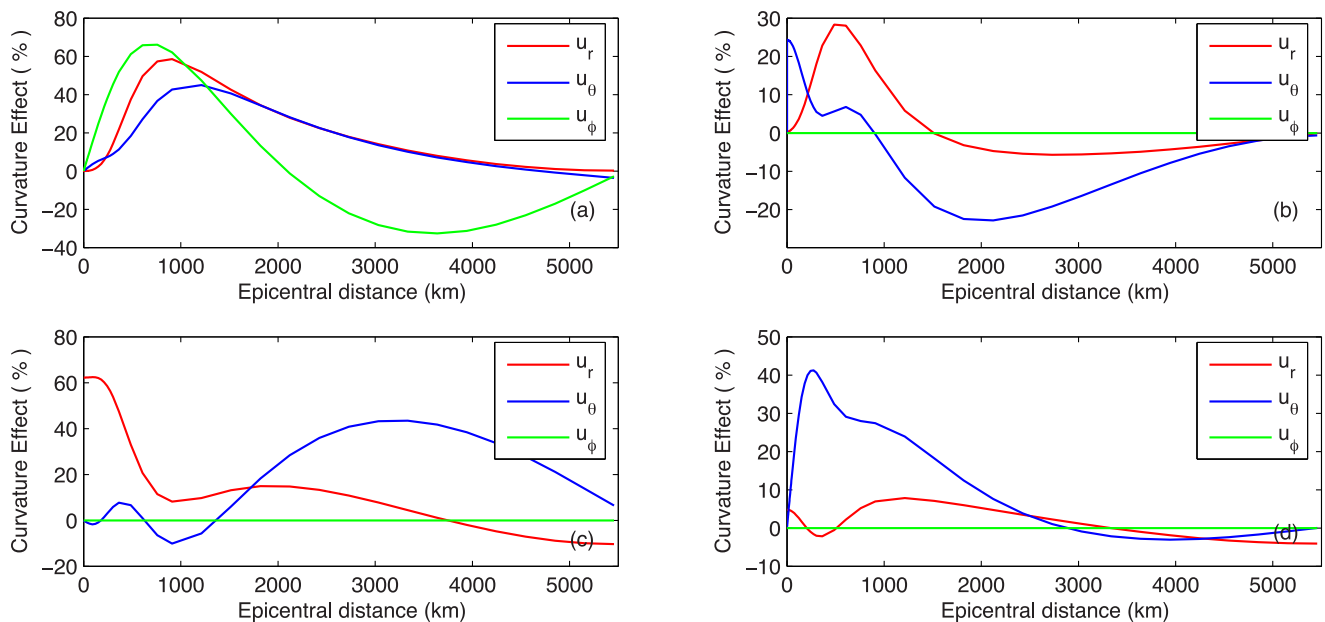 Curvature Effect ( % )
80
60
40
20
0
−20
−40
0 1000 2000 3000 4000 5000
Epicentral distance (km)
u_r
u_θ
u_ϕ
(a)
Curvature Effect ( % )
30
20
10
0
−10
−20
0 1000 2000 3000 4000 5000
Epicentral distance (km)
u_r
u_θ
u_ϕ
(b)
Curvature Effect ( % )
80
60
40
20
0
−20
0 1000 2000 3000 4000 5000
Epicentral distance (km)
u_r
u_θ
u_ϕ
(c)
Curvature Effect ( % )
50
40
30
20
10
0
−10
0 1000 2000 3000 4000 5000
Epicentral distance (km)
u_r
u_θ
u_ϕ
(d)